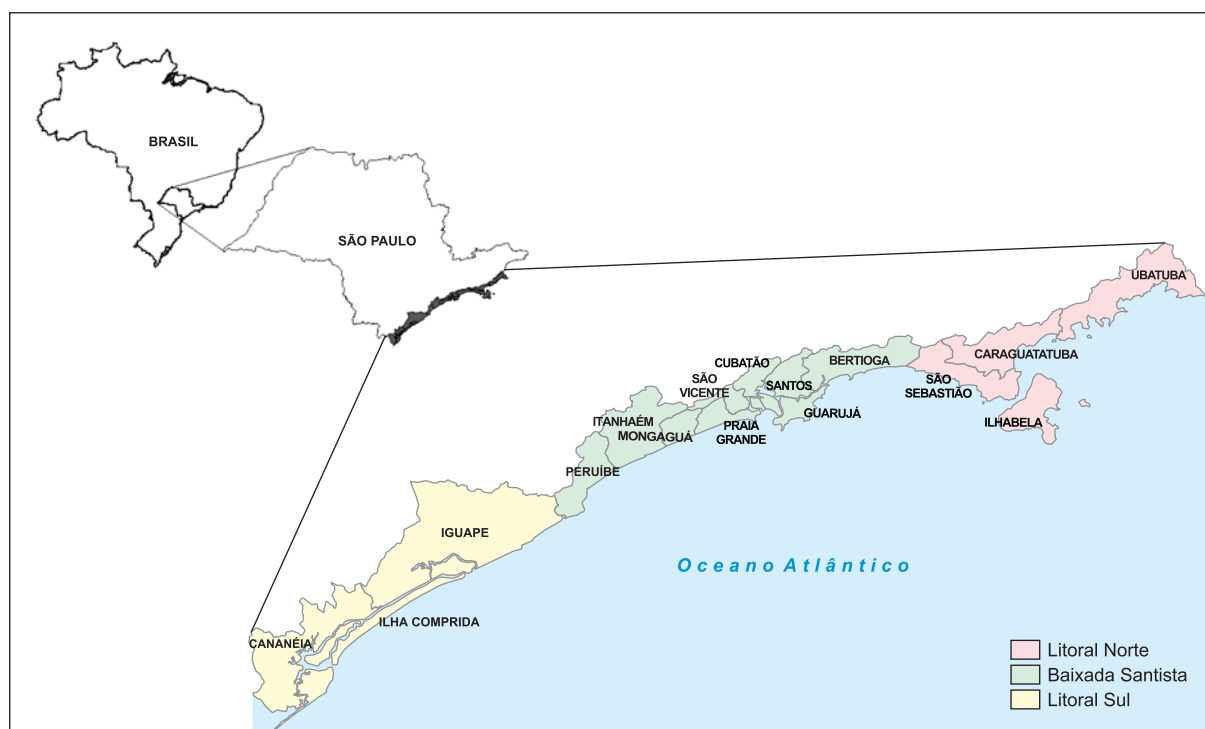 BRASIL
SÃO PAULO
UBATUBA
CARAGUATATUBA
SÃO
SEBASTIÃO
ILHABELA
BERTIOGA
CUBATÃO
SANTOS
SÃO
VICENTE
GUARUJÁ
PRAIA
GRANDE
ITANHAÉM
MONGAGUÁ
PERUÍBE
IGUAPE
ILHA COMPRIDA
CANANÉIA
Oceano Atlântico
Litoral Norte
Baixada Santista
Litoral Sul